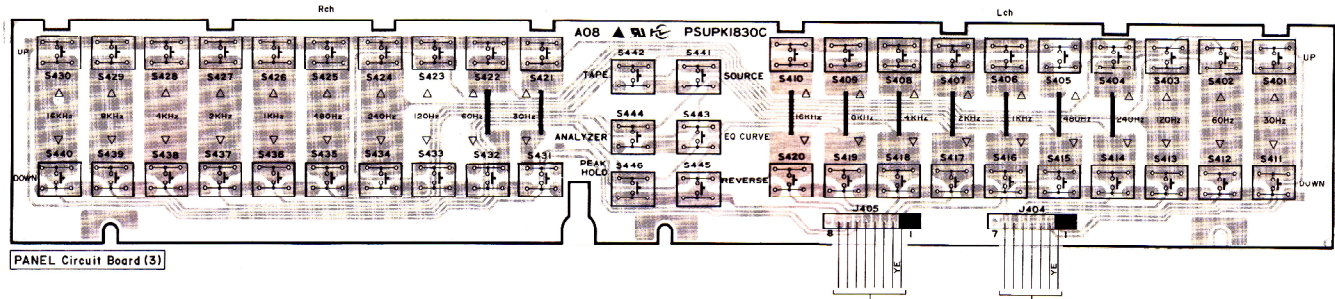 Rch
Lch
A08 PSUPK1830C
UP
S430 S429 S428 S427 S426 S425 S424 S423 S422 S421
S442 S441
TAPE SOURCE
S410 S409 S408 S407 S406 S405 S404 S403 S402 S401
UP
16KHz 8KHz 4KHz 2KHz 1KHz 480Hz 240Hz 120Hz 60Hz 30Hz
S444 S443
ANALYZER EQ CURVE
16KHz 8KHz 4KHz 2KHz 1KHz 480Hz 240Hz 120Hz 60Hz 30Hz
S440 S439 S438 S437 S436 S435 S434 S433 S432 S431
DOWN
PEAK
HOLD
S446 S445
REVERSE
S420 S419 S418 S417 S416 S415 S414 S413 S412 S411
DOWN
J405
8 1
YE
J404
7 1
YE
PANEL Circuit Board (3)